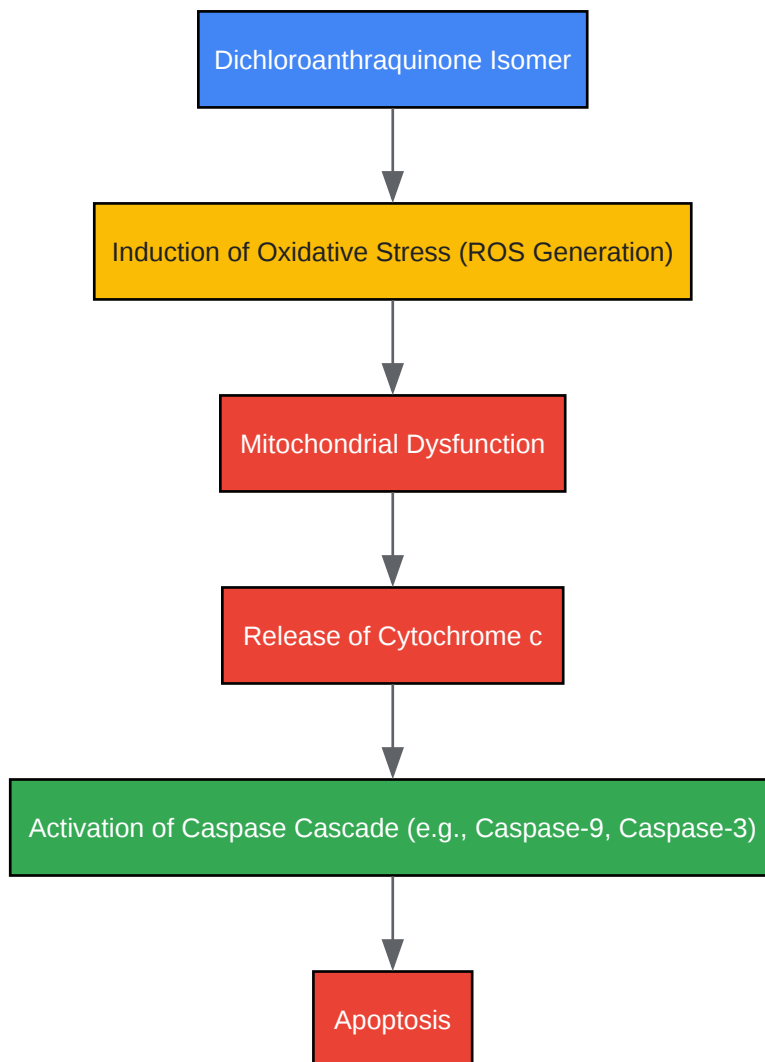 Dichloroanthraquinone Isomer
Induction of Oxidative Stress (ROS Generation)
Mitochondrial Dysfunction
Release of Cytochrome c
Activation of Caspase Cascade (e.g., Caspase-9, Caspase-3)
Apoptosis